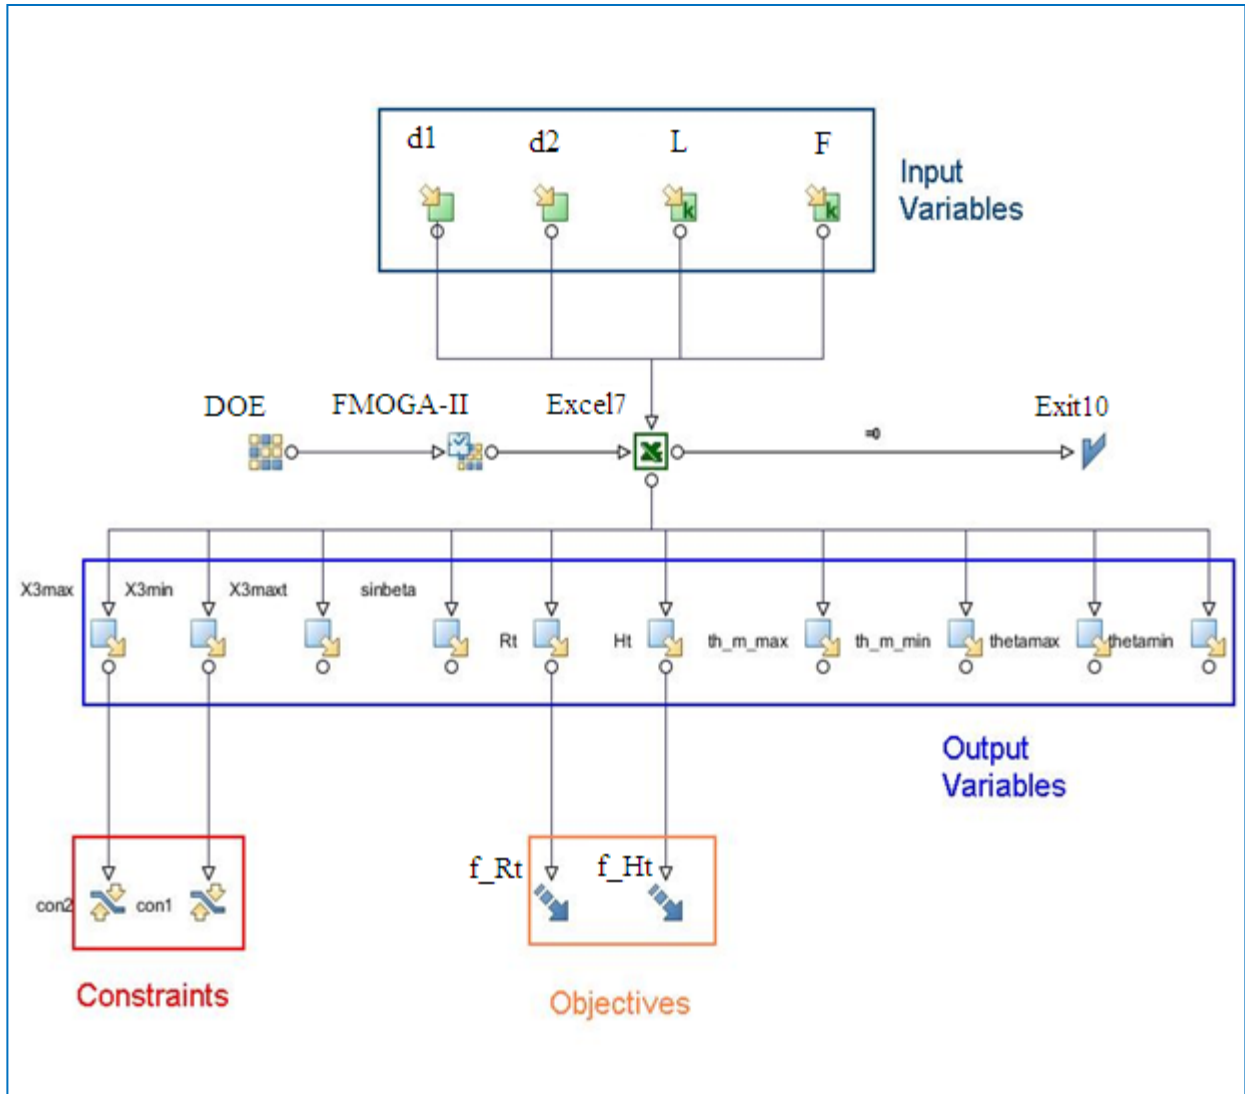 d1
d2
L
F
k
k
Input
Variables
DOE
FMOGA-II
Excel7
Exit10
=0
X3max
X3min
X3maxt
sinbeta
Rt
Ht
th_m_max
th_m_min
thetamax
thetamin
Output
Variables
con2
con1
f_Rt
f_Ht
Constraints
Objectives